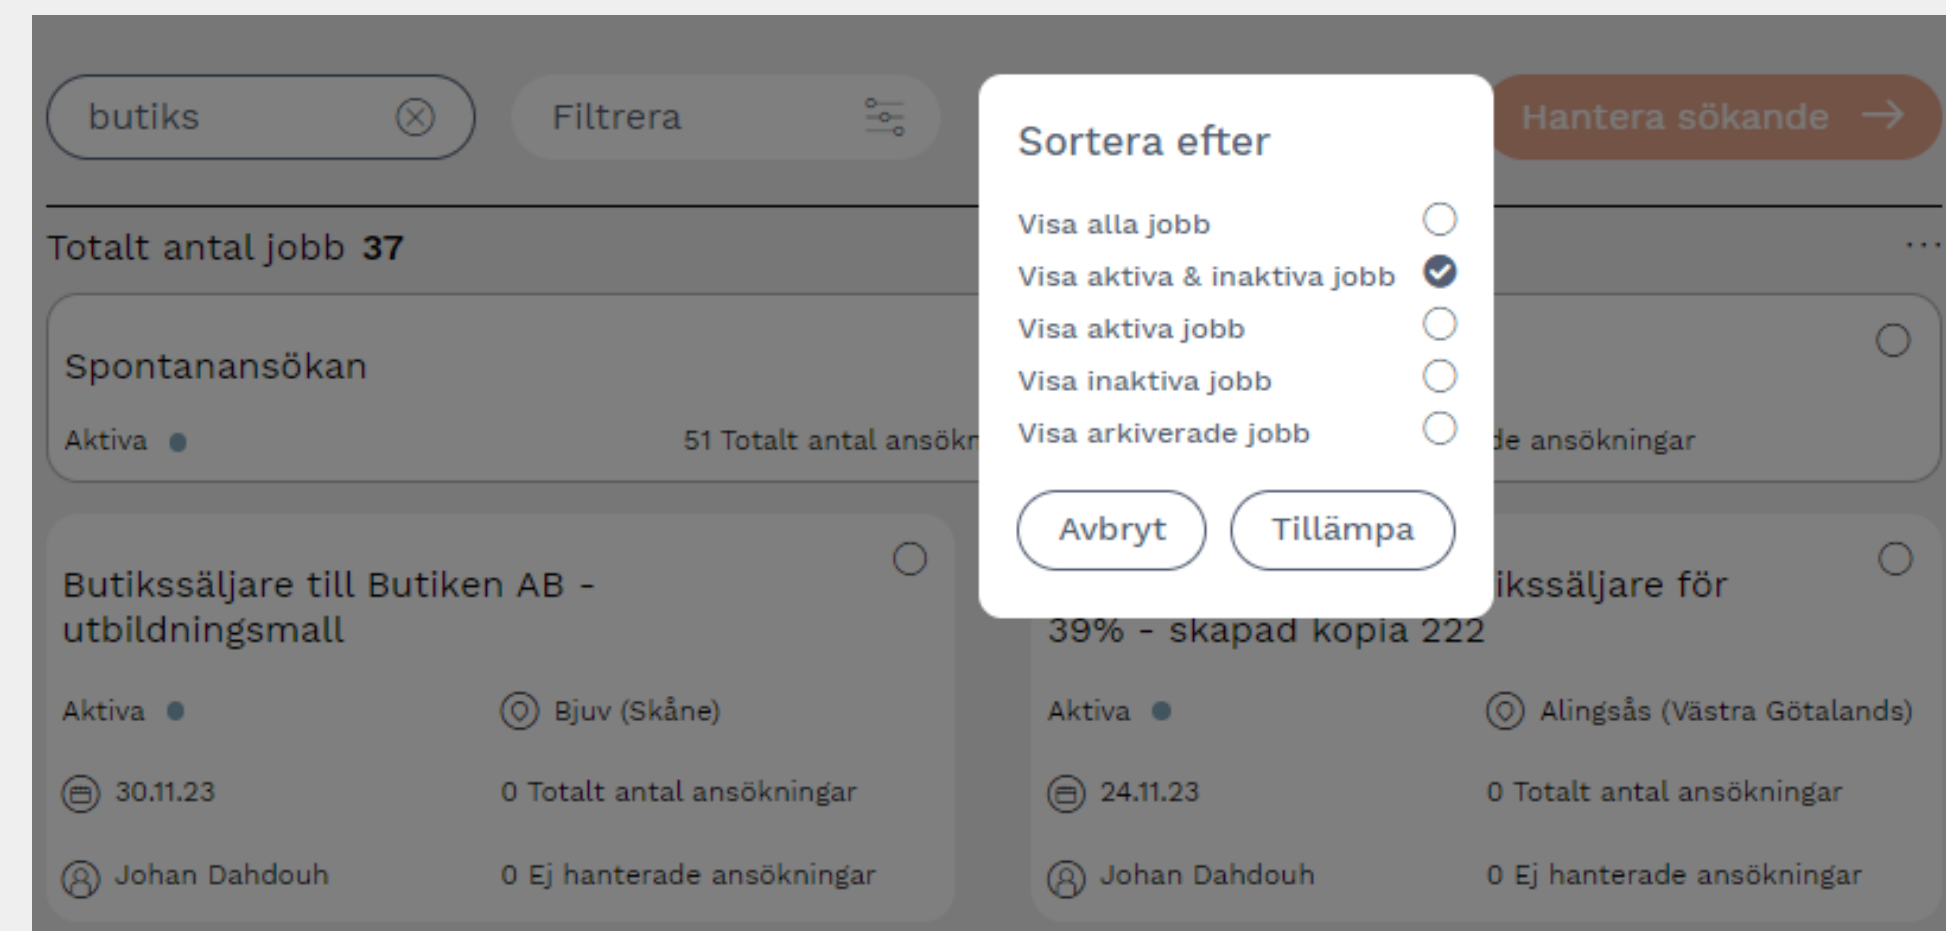 butiks
Filtrera
Hantera sökande
Sortera efter
Visa alla jobb
Visa aktiva & inaktiva jobb
Visa aktiva jobb
Visa inaktiva jobb
Visa arkiverade jobb
Avbryt
Tillämpa
Totalt antal jobb 37
...
Spontanansökan
Aktiva
51 Totalt antal
ansökningar
Butikssäljare till Butiken AB -
utbildningsmall
Aktiva
Bjuv (Skåne)
30.11.23
0 Totalt antal ansökningar
Johan Dahdouh
0 Ej hanterade ansökningar
för
39% - skapad kopia 222
Aktiva
Alingsås (Västra Götalands)
24.11.23
0 Totalt antal ansökningar
Johan Dahdouh
0 Ej hanterade ansökningar